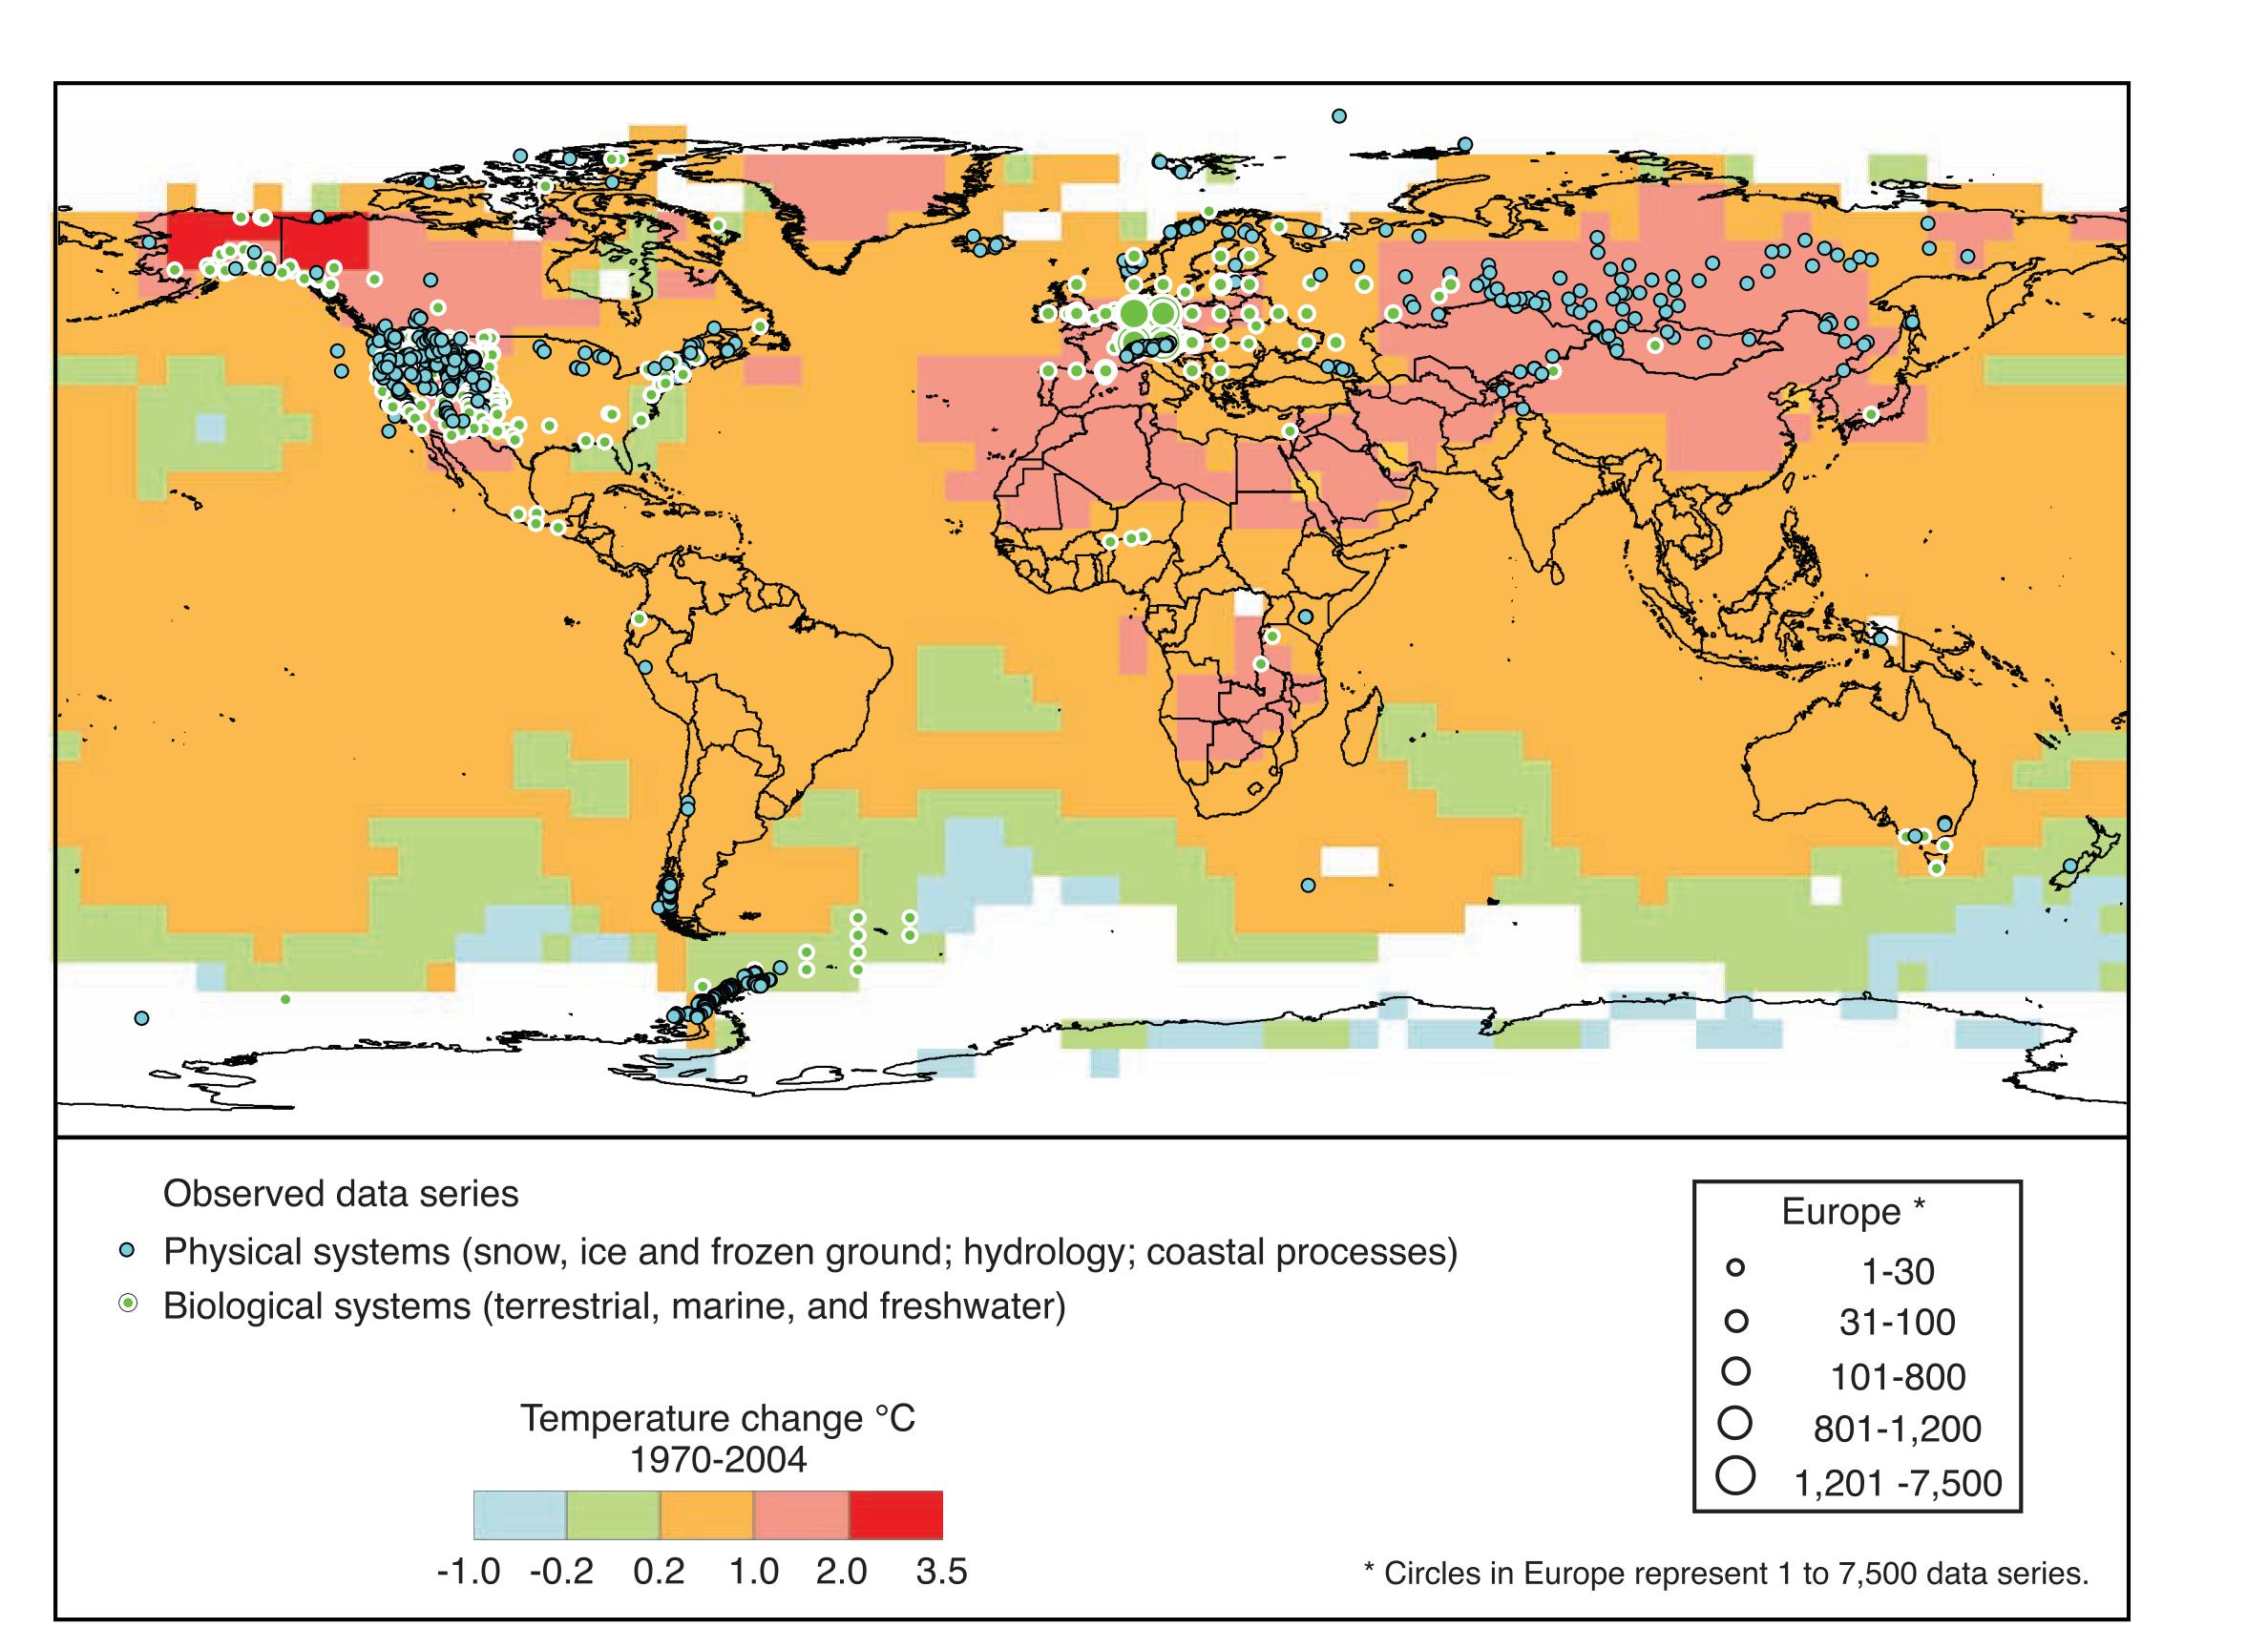 Observed data series
Physical systems (snow, ice and frozen ground; hydrology; coastal processes)
Biological systems (terrestrial, marine, and freshwater)
Temperature change °C
1970-2004
-1.0 -0.2 0.2 1.0 2.0 3.5
Europe *
1-30
31-100
101-800
801-1,200
1,201 -7,500
* Circles in Europe represent 1 to 7,500 data series.